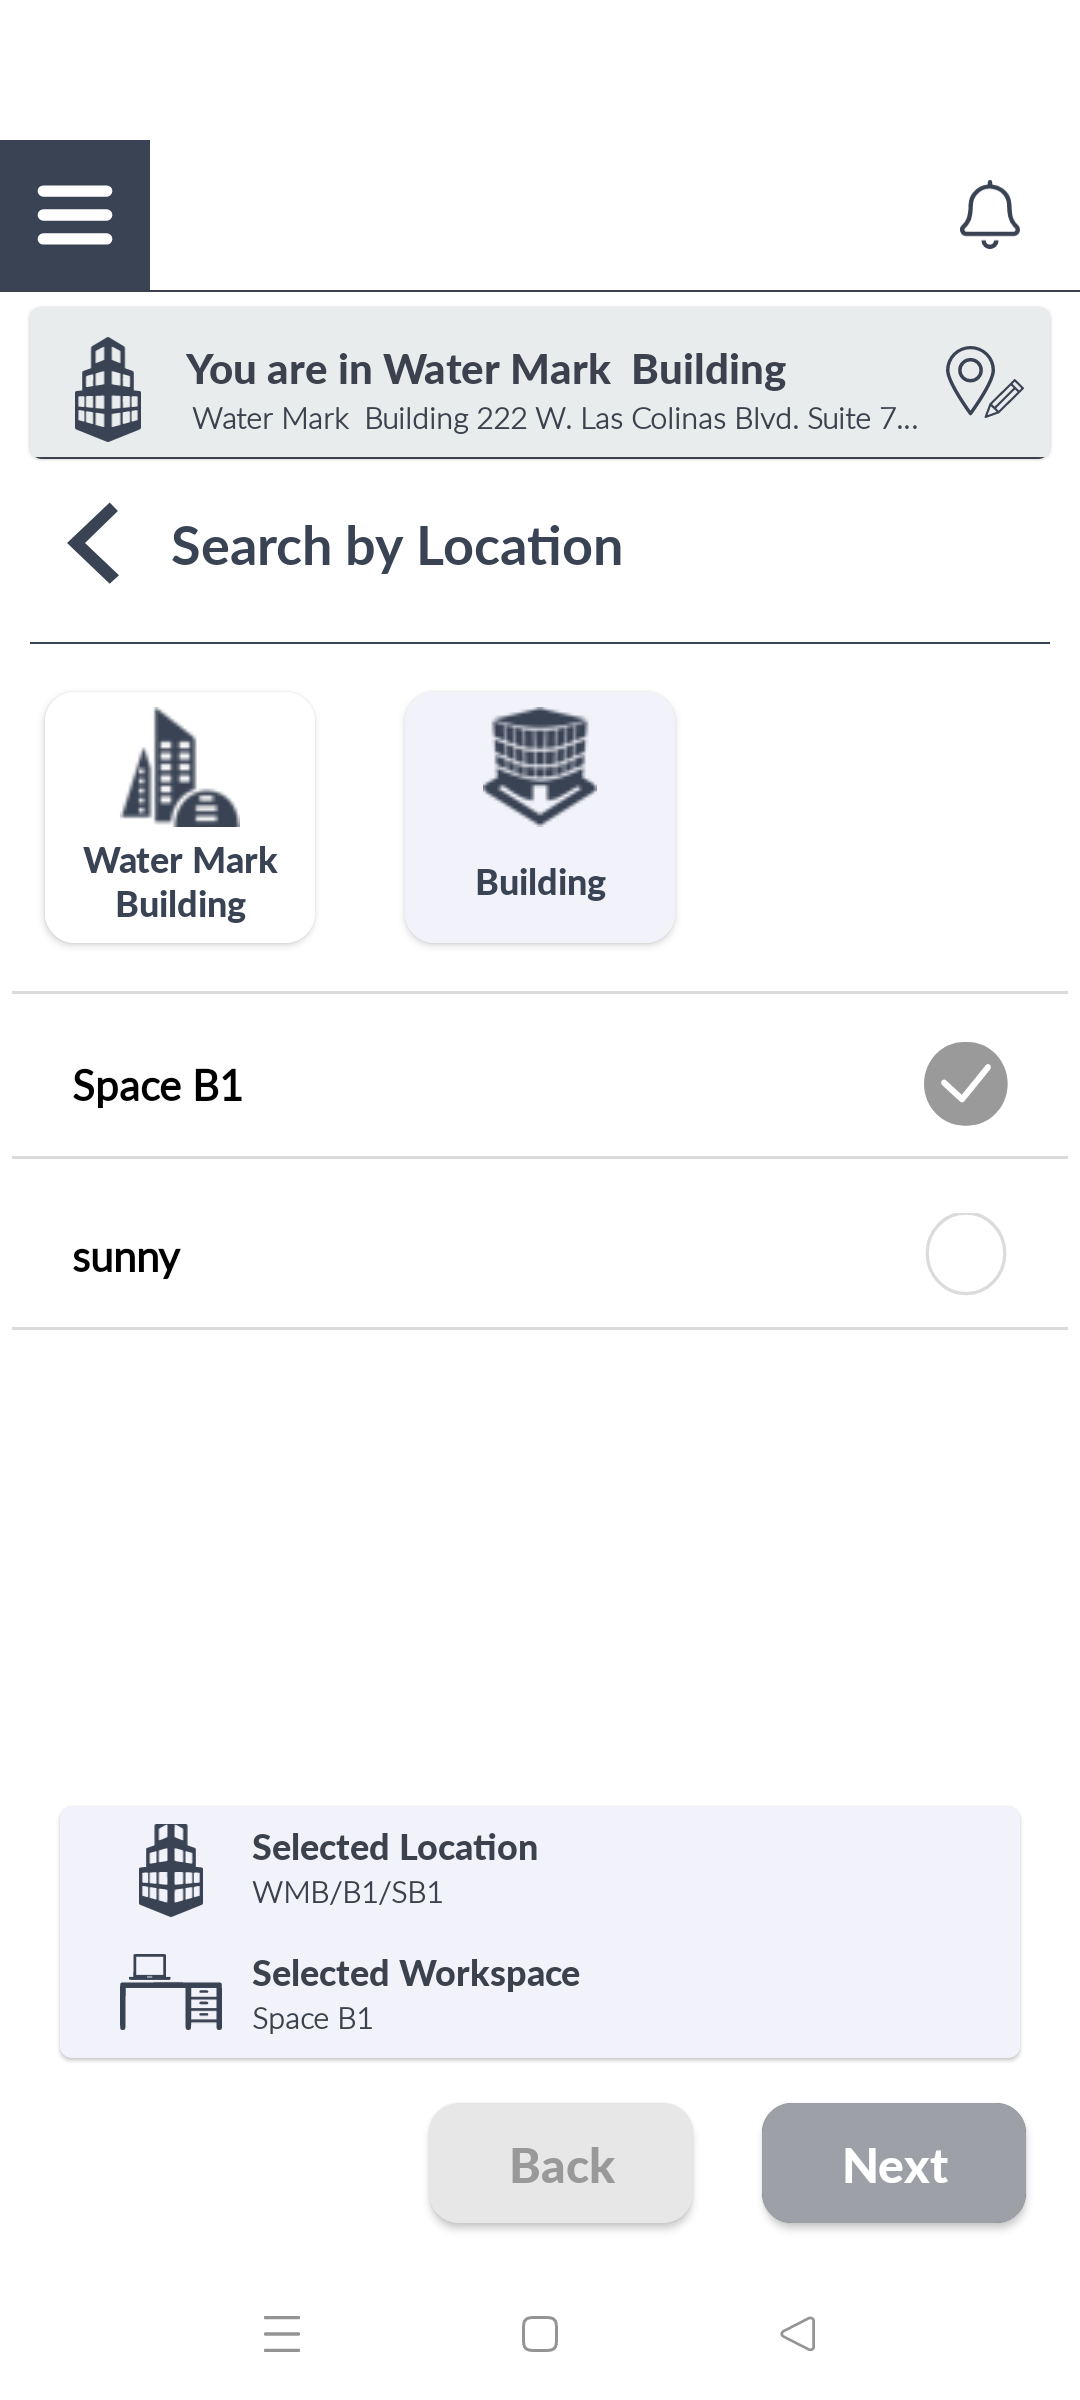 You are in Water Mark  Building
Water Mark  Building 222 W. Las Colinas Blvd. Suite 7...
Search by Location
Water Mark
Building
Building
Space B1
sunny
Selected Location
WMB/B1/SB1
Selected Workspace
Space B1
Back
Next